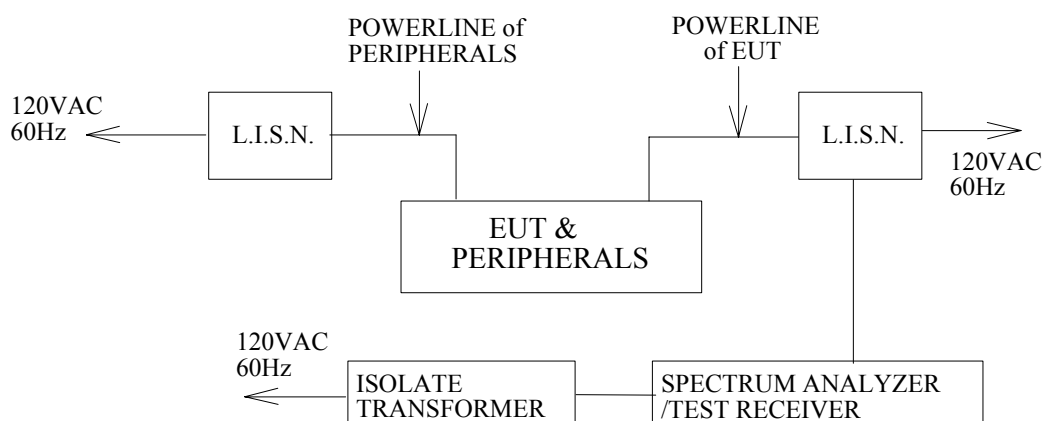 POWERLINE of
PERIPHERALS
POWERLINE
of EUT
120VAC
60Hz
L.I.S.N.
L.I.S.N.
120VAC
60Hz
EUT &
PERIPHERALS
120VAC
60Hz
ISOLATE
TRANSFORMER
SPECTRUM ANALYZER
/TEST RECEIVER